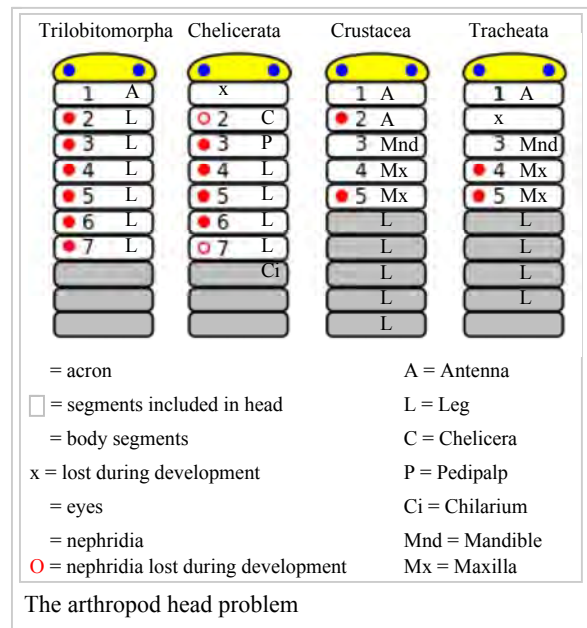 Trilobitomorpha Chelicerata Crustacea Tracheata
1 A x 1 A 1 A
2 L 2 C 2 A x
3 L 3 P 3 Mnd 3 Mnd
4 L 4 L 4 Mx 4 Mx
5 L 5 L 5 Mx 5 Mx
6 L 6 L L L
7 L 7 L L L
Ci L L
L L
L
= acron A = Antenna
= segments included in head L = Leg
= body segments C = Chelicera
x = lost during development P = Pedipalp
= eyes Ci = Chilarium
= nephridia Mnd = Mandible
O = nephridia lost during development Mx = Maxilla
The arthropod head problem